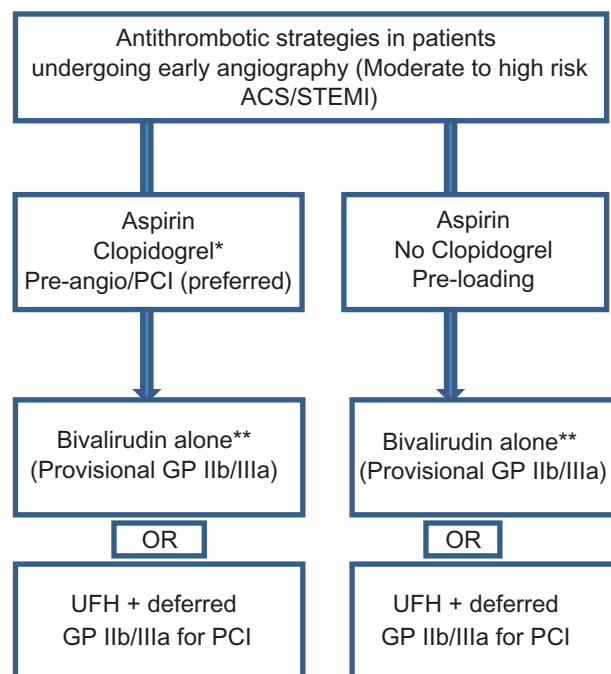 Antithrombotic strategies in patients
undergoing early angiography (Moderate to high risk
ACS/STEMI)
Aspirin
Clopidogrel*
Pre-angio/PCI (preferred)
Aspirin
No Clopidogrel
Pre-loading
Bivalirudin alone**
(Provisional GP IIb/IIIa)
Bivalirudin alone**
(Provisional GP IIb/IIIa)
OR
OR
UFH + deferred
GP IIb/IIIa for PCI
UFH + deferred
GP IIb/IIIa for PCI